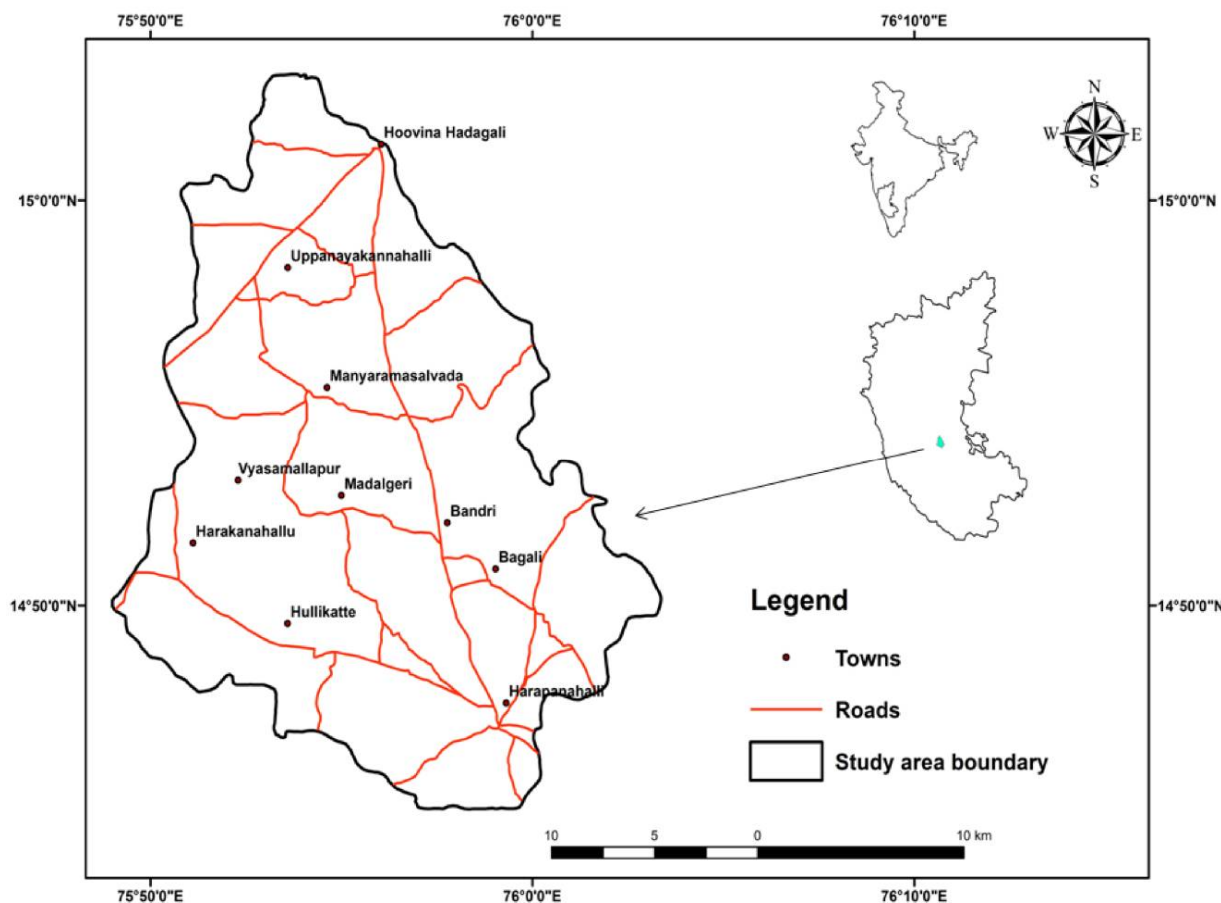 75°50'0"E 76°0'0"E 76°10'0"E
N
Hoovina Hadagali
W E
S
15°0'0"N 15°0'0"N
Uppanayakannahalli
Manyaramasalvada
Vyasamallapur
Madalgeri
Bandri
Harakanahallu
Bagali
14°50'0"N 14°50'0"N
Legend
Hullikatte
Towns
Harapanahalli
Roads
Study area boundary
10 5 0 10 km
75°50'0"E 76°0'0"E 76°10'0"E